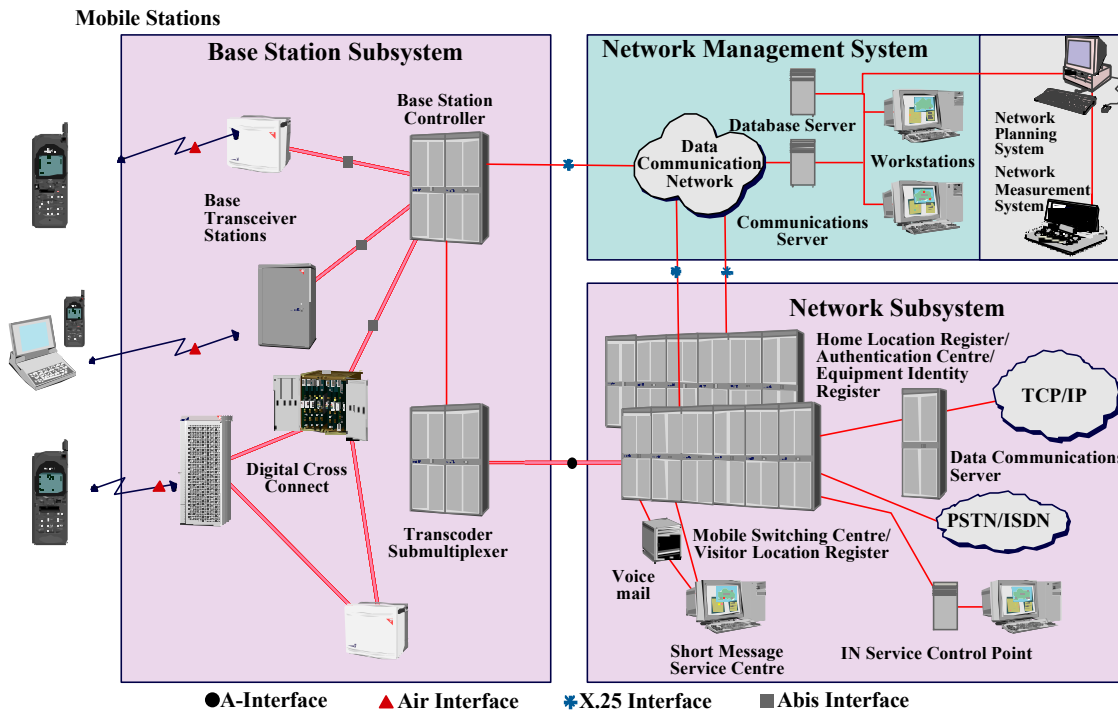 Mobile Stations
Base Station Subsystem
Base Station
Controller
Base
Transceiver
Stations
Digital Cross
Connect
Transcoder
Submultiplexer
Network Management System
Database Server
Data
Communication
Network
Workstations
Communications
Server
Network
Planning
System
Network
Measurement
System
Network Subsystem
Home Location Register/
Authentication Centre/
Equipment Identity
Register
TCP/IP
Data Communications
Server
PSTN/ISDN
Mobile Switching Centre/
Visitor Location Register
Voice
mail
Short Message
Service Centre
IN Service Control Point
A-Interface
Air Interface
X.25 Interface
Abis Interface